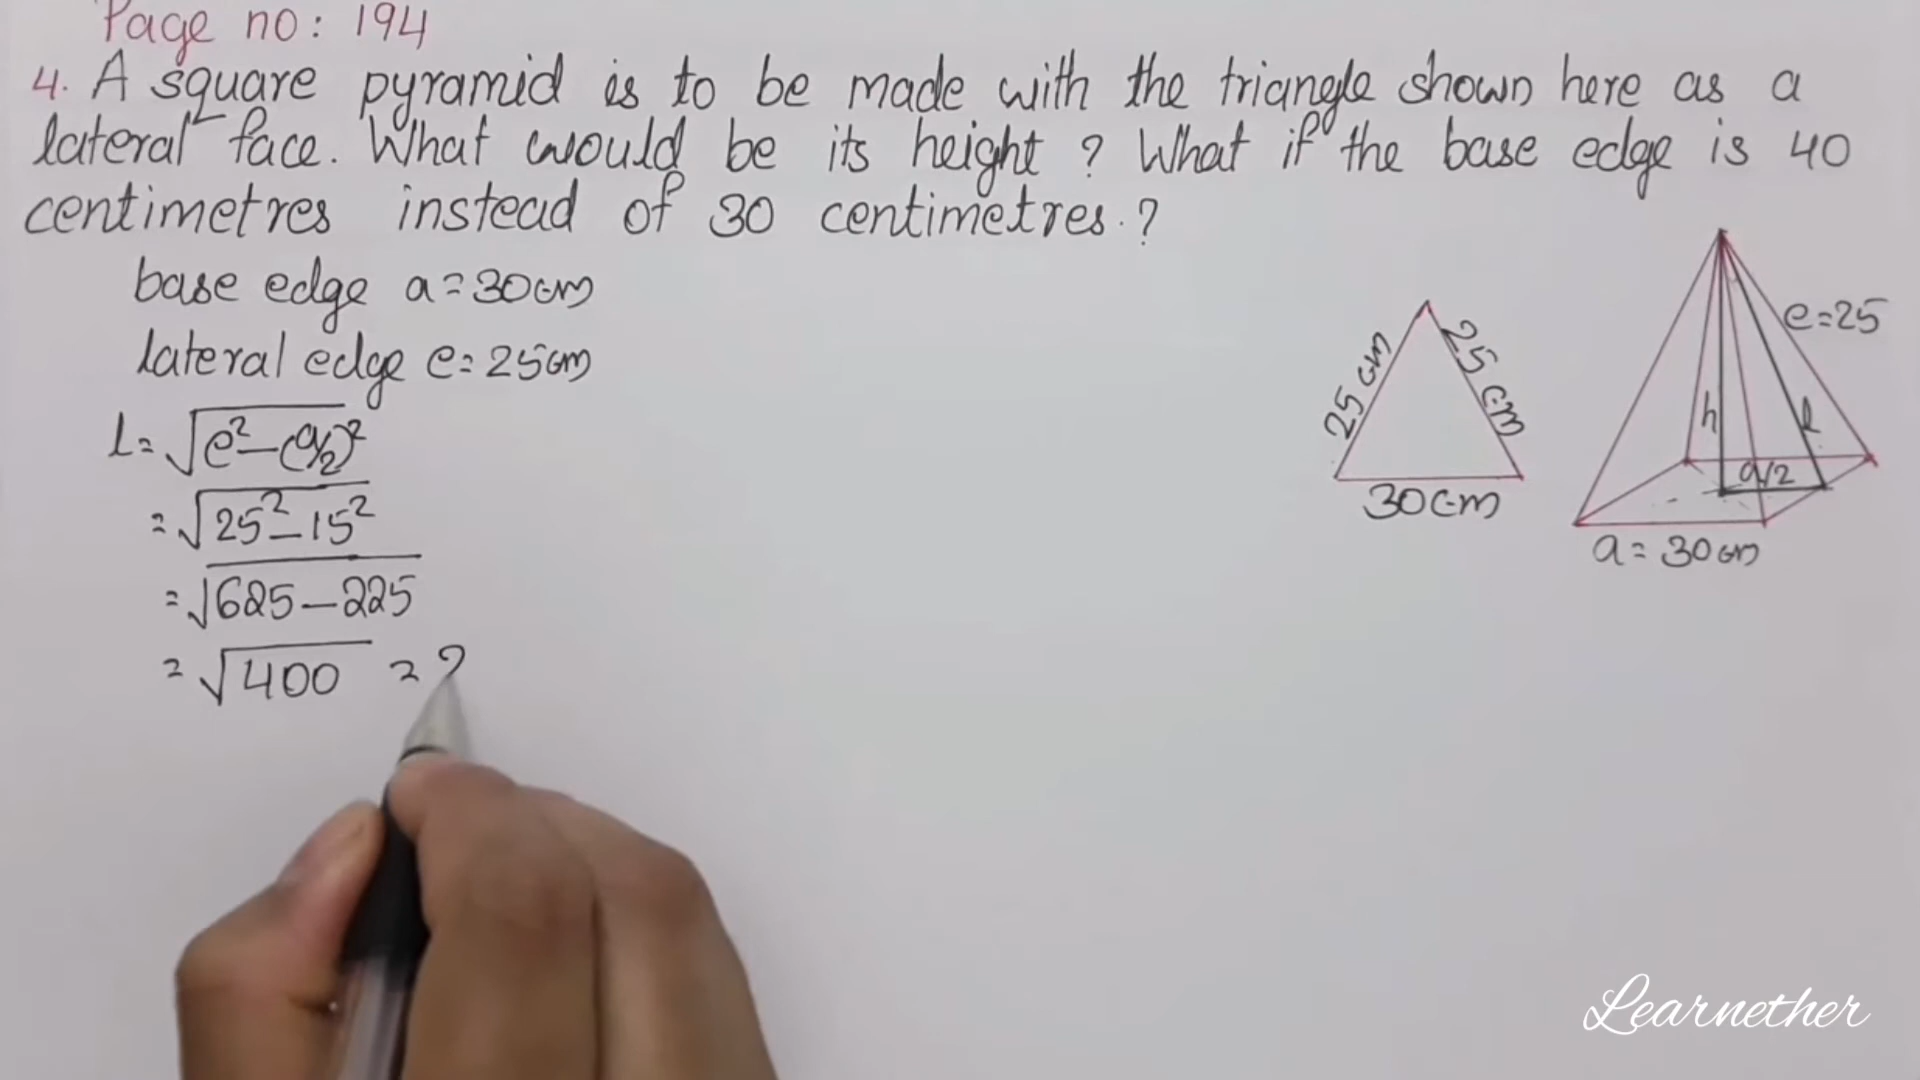 Page no: 194
4. A square pyramid is to be made with the triangle shown here as a
lateral face. What would be its height? What if the base edge is 40
centimetres instead of 30 centimetres.?
base edge a=30cm
lateral edge e=25cm
l=√e²-(a/2)²
=√25²-15²
=√625-225
=√400 = 2
25 cm
25 cm
30cm
e=25
h
l
a/2
a=30cm
Learnether